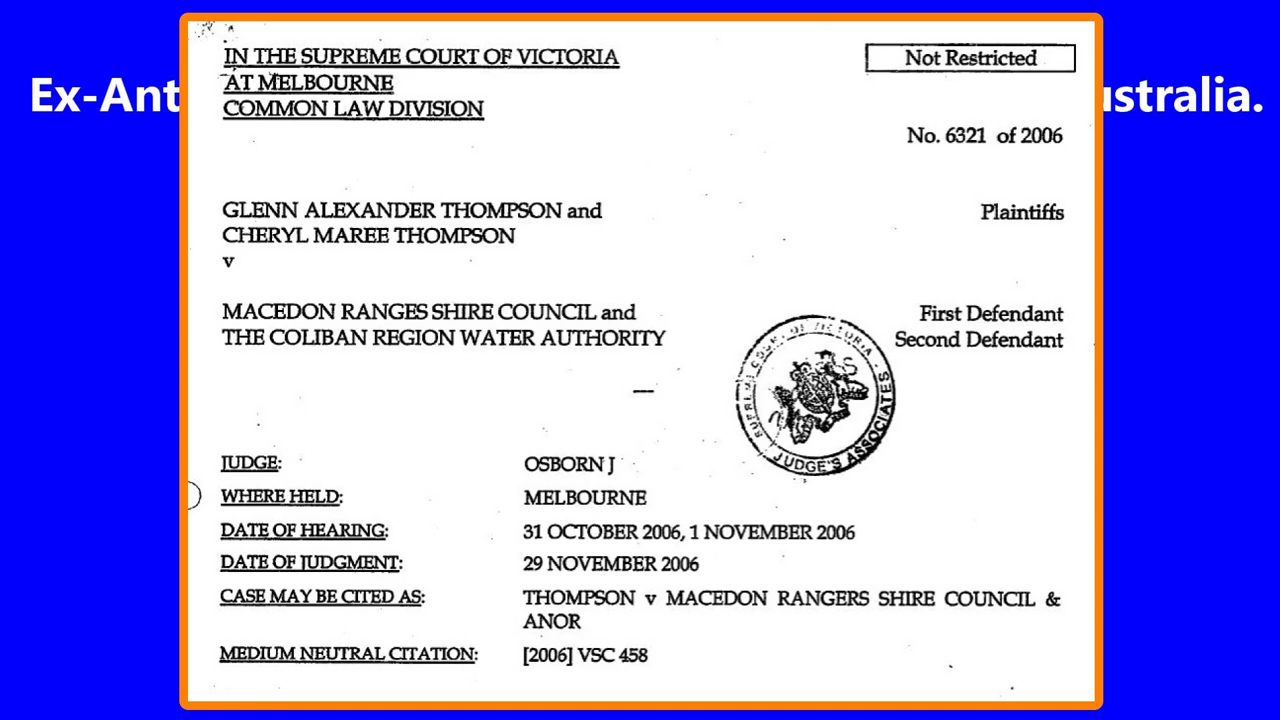 IN THE SUPREME COURT OF VICTORIA
Not Restricted
AT MELBOURNE
Ex-Ant
ustralia.
COMMON LAW DIVISION
No. 6321 of 2006
GLENN ALEXANDER THOMPSON and
Plaintiffs
CHERYL MAREE THOMPSON
v
MACEDON RANGES SHIRE COUNCIL and
First Defendant
THE COLIBAN REGION WATER AUTHORITY
Second Defendant
SUPREME COURT OF VICTORIA
JUDGE'S ASSOCIATES
JUDGE: OSBORN J
WHERE HELD: MELBOURNE
DATE OF HEARING: 31 OCTOBER 2006, 1 NOVEMBER 2006
DATE OF JUDGMENT: 29 NOVEMBER 2006
CASE MAY BE CITED AS: THOMPSON v MACEDON RANGERS SHIRE COUNCIL &
ANOR
MEDIUM NEUTRAL CITATION: [2006] VSC 458